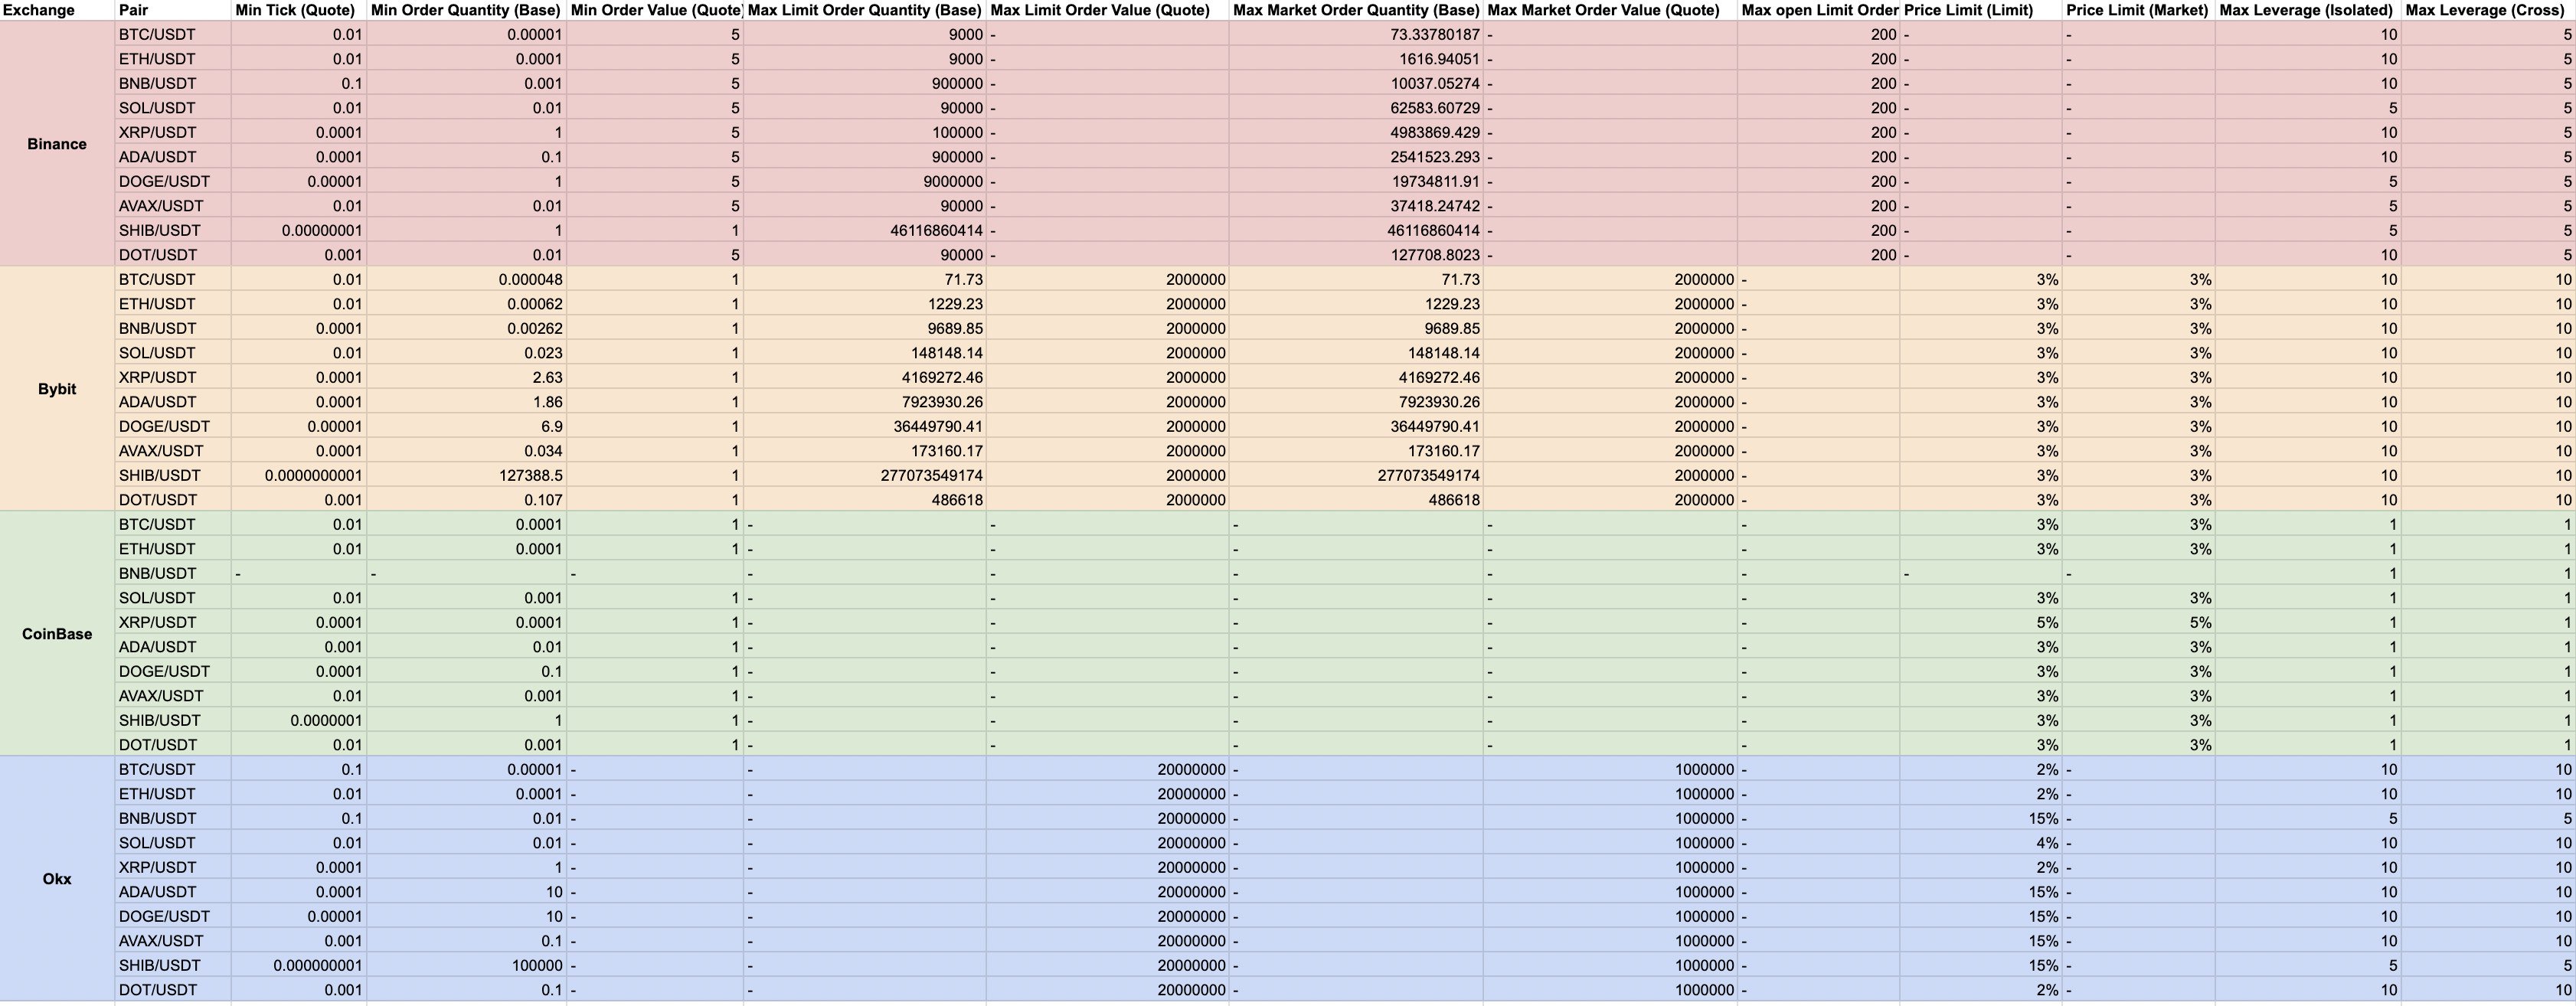 Exchange Pair Min Tick (Quote) Min Order Quantity (Base) Min Order Value (Quote) Max Limit Order Quantity (Base) Max Limit Order Value (Quote) Max Market Order Quantity (Base) Max Market Order Value (Quote) Max open Limit Order Price Limit (Limit) Price Limit (Market) Max Leverage (Isolated) Max Leverage (Cross)
BTC/USDT 0.01 0.00001 5 9000 - 73.33780187 - 200 - - 10 5
ETH/USDT 0.01 0.0001 5 9000 - 1616.94051 - 200 - - 10 5
BNB/USDT 0.1 0.001 5 900000 - 10037.05274 - 200 - - 10 5
SOL/USDT 0.01 0.01 5 90000 - 62583.60729 - 200 - - 5 5
XRP/USDT 0.0001 1 5 100000 - 4983869.429 - 200 - - 10 5
Binance
ADA/USDT 0.0001 0.1 5 900000 - 2541523.293 - 200 - - 10 5
DOGE/USDT 0.00001 1 5 9000000 - 19734811.91 - 200 - - 5 5
AVAX/USDT 0.01 0.01 5 90000 - 37418.24742 - 200 - - 5 5
SHIB/USDT 0.00000001 1 1 46116860414 - 46116860414 - 200 - - 5 5
DOT/USDT 0.001 0.01 5 90000 - 127708.8023 - 200 - - 10 5
BTC/USDT 0.01 0.000048 1 71.73 2000000 71.73 2000000 - 3% 3% 10 10
ETH/USDT 0.01 0.00062 1 1229.23 2000000 1229.23 2000000 - 3% 3% 10 10
BNB/USDT 0.0001 0.00262 1 9689.85 2000000 9689.85 2000000 - 3% 3% 10 10
SOL/USDT 0.01 0.023 1 148148.14 2000000 148148.14 2000000 - 3% 3% 10 10
XRP/USDT 0.0001 2.63 1 4169272.46 2000000 4169272.46 2000000 - 3% 3% 10 10
Bybit
ADA/USDT 0.0001 1.86 1 7923930.26 2000000 7923930.26 2000000 - 3% 3% 10 10
DOGE/USDT 0.00001 6.9 1 36449790.41 2000000 36449790.41 2000000 - 3% 3% 10 10
AVAX/USDT 0.0001 0.034 1 173160.17 2000000 173160.17 2000000 - 3% 3% 10 10
SHIB/USDT 0.0000000001 127388.5 1 277073549174 2000000 277073549174 2000000 - 3% 3% 10 10
DOT/USDT 0.001 0.107 1 486618 2000000 486618 2000000 - 3% 3% 10 10
BTC/USDT 0.01 0.0001 1 - - - - - 3% 3% 1 1
ETH/USDT 0.01 0.0001 1 - - - - - 3% 3% 1 1
BNB/USDT - - - - - - - - - - 1 1
SOL/USDT 0.01 0.001 1 - - - - - 3% 3% 1 1
XRP/USDT 0.0001 0.0001 1 - - - - - 5% 5% 1 1
CoinBase
ADA/USDT 0.001 0.01 1 - - - - - 3% 3% 1 1
DOGE/USDT 0.0001 0.1 1 - - - - - 3% 3% 1 1
AVAX/USDT 0.01 0.001 1 - - - - - 3% 3% 1 1
SHIB/USDT 0.0000001 1 1 - - - - - 3% 3% 1 1
DOT/USDT 0.01 0.001 1 - - - - - 3% 3% 1 1
BTC/USDT 0.1 0.00001 - - 20000000 - 1000000 - 2% - 10 10
ETH/USDT 0.01 0.0001 - - 20000000 - 1000000 - 2% - 10 10
BNB/USDT 0.1 0.01 - - 20000000 - 1000000 - 15% - 5 5
SOL/USDT 0.01 0.01 - - 20000000 - 1000000 - 4% - 10 10
XRP/USDT 0.0001 1 - - 20000000 - 1000000 - 2% - 10 10
Okx
ADA/USDT 0.0001 10 - - 20000000 - 1000000 - 15% - 10 10
DOGE/USDT 0.00001 10 - - 20000000 - 1000000 - 15% - 10 10
AVAX/USDT 0.001 0.1 - - 20000000 - 1000000 - 15% - 10 10
SHIB/USDT 0.000000001 100000 - - 20000000 - 1000000 - 15% - 5 5
DOT/USDT 0.001 0.1 - - 20000000 - 1000000 - 2% - 10 10